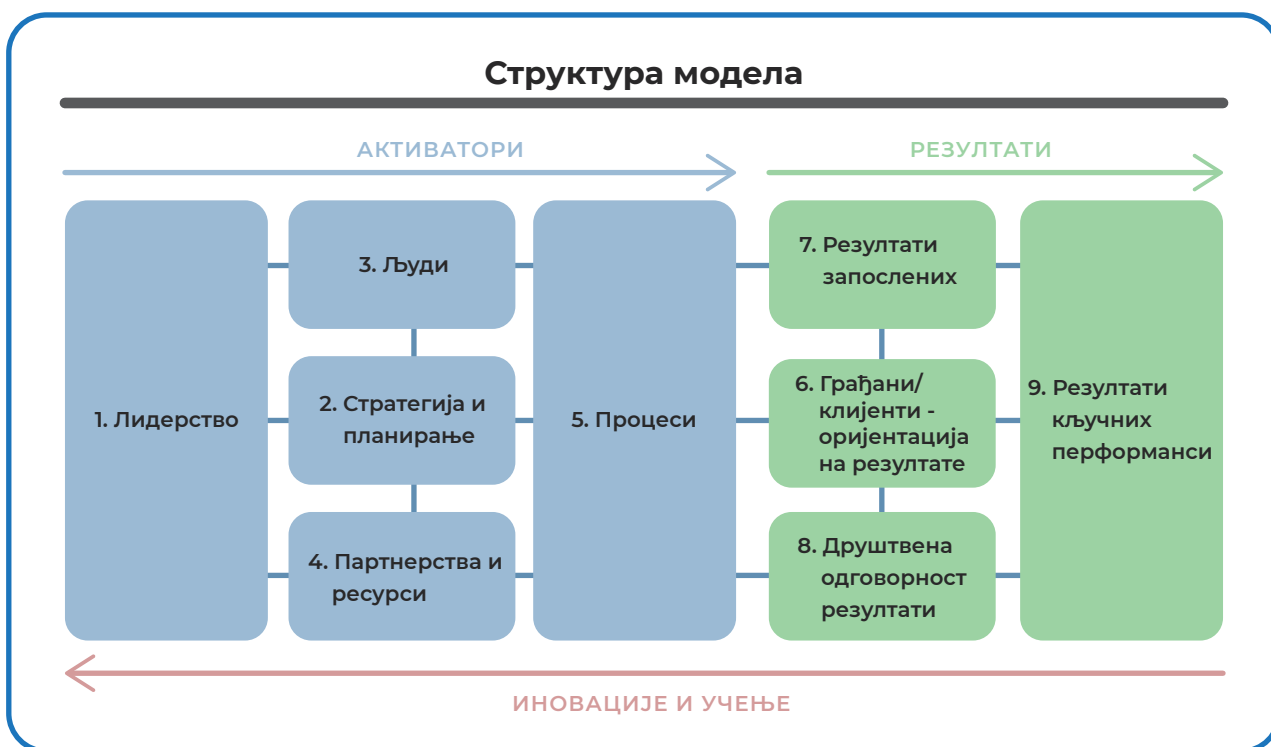 Структура модела
АКТИВАТОРИ
РЕЗУЛТАТИ
1. Лидерство
3. Људи
2. Стратегија и
планирање
4. Партнерства и
ресурси
5. Процеси
7. Резултати
запослених
6. Грађани/
клијенти -
оријентација
на резултате
8. Друштвена
одговорност
резултати
9. Резултати
кључних
перформанси
ИНОВАЦИЈЕ И УЧЕЊЕ